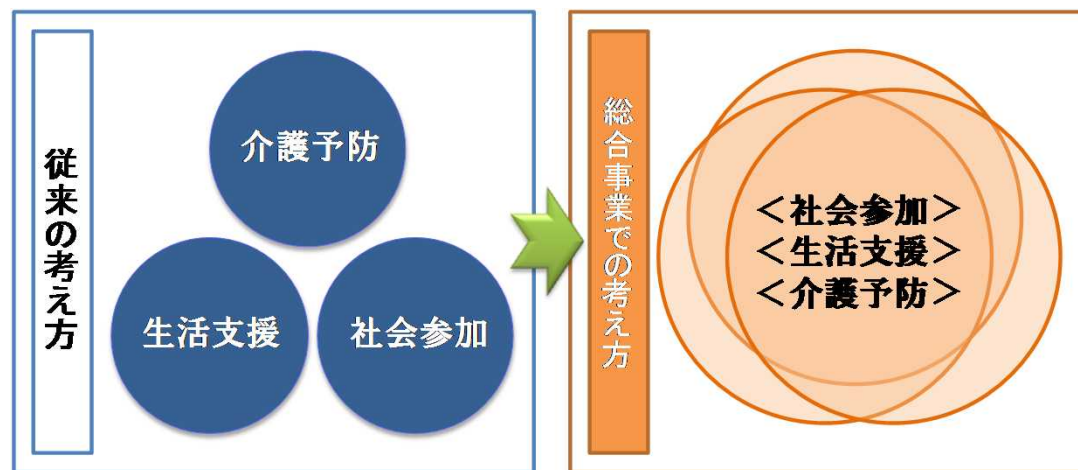 従来の考え方
介護予防
生活支援
社会参加
総合事業での考え方
＜社会参加＞
＜生活支援＞
＜介護予防＞